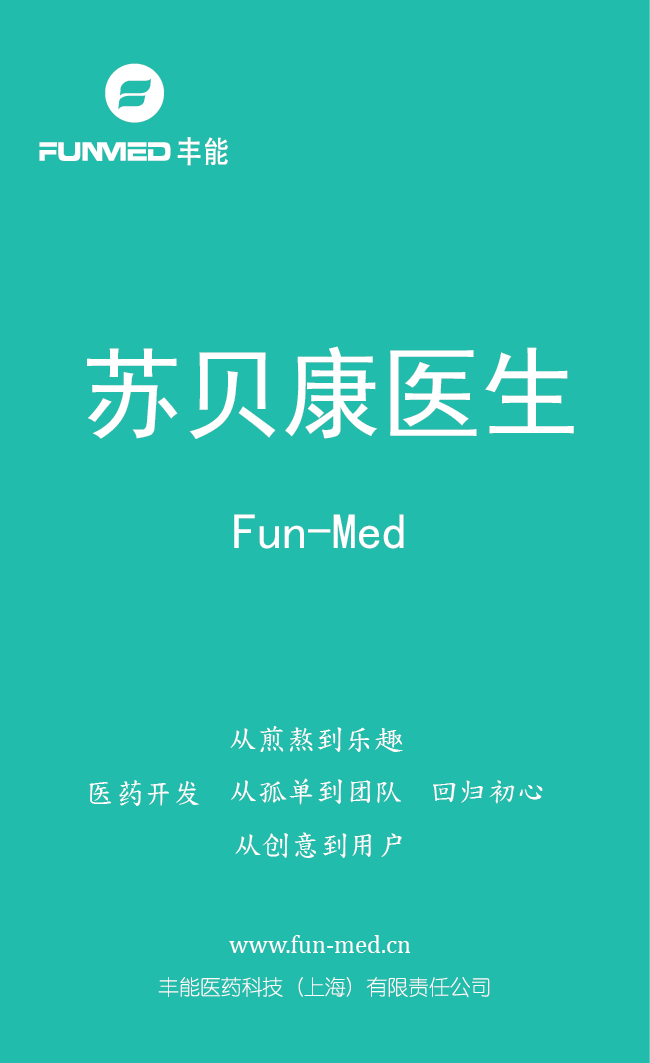 FUNMED 丰能
苏贝康医生
Fun-Med
从煎熬到乐趣
医药开发 从孤单到团队 回归初心
从创意到用户
www.fun-med.cn
丰能医药科技（上海）有限责任公司